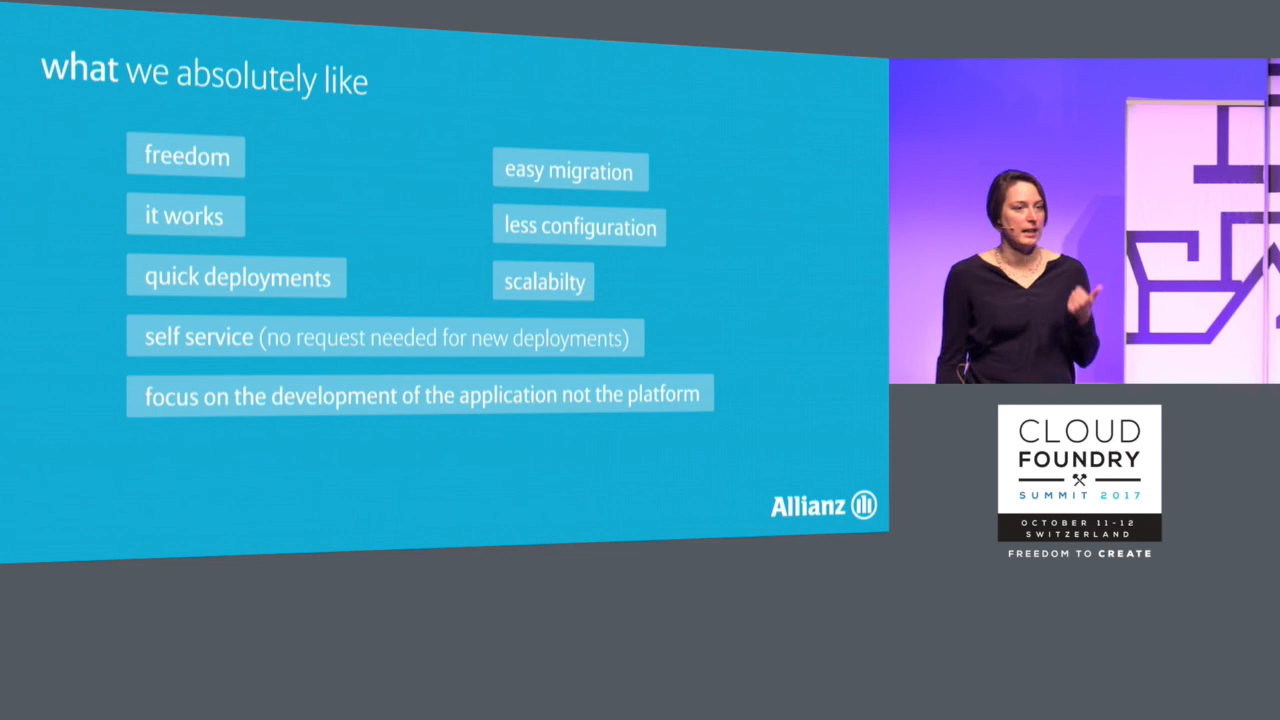 what we absolutely like
freedom
it works
quick deployments
easy migration
less configuration
scalabilty
self service (no request needed for new deployments)
focus on the development of the application not the platform
Allianz
CLOUD
FOUNDRY
SUMMIT 2017
OCTOBER 11-12
SWITZERLAND
FREEDOM TO CREATE